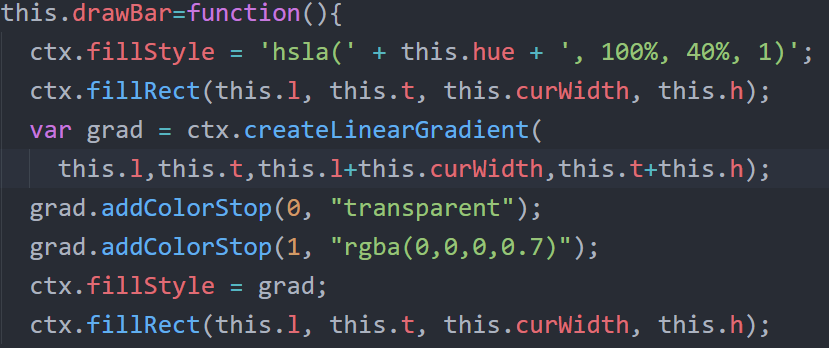 this.drawBar=function(){
ctx.fillStyle = 'hsla(' + this.hue + ', 100%, 40%, 1)';
ctx.fillRect(this.l, this.t, this.curWidth, this.h);
var grad = ctx.createLinearGradient(
this.l,this.t,this.l+this.curWidth,this.t+this.h);
grad.addColorStop(0, "transparent");
grad.addColorStop(1, "rgba(0,0,0,0.7)");
ctx.fillStyle = grad;
ctx.fillRect(this.l, this.t, this.curWidth, this.h);